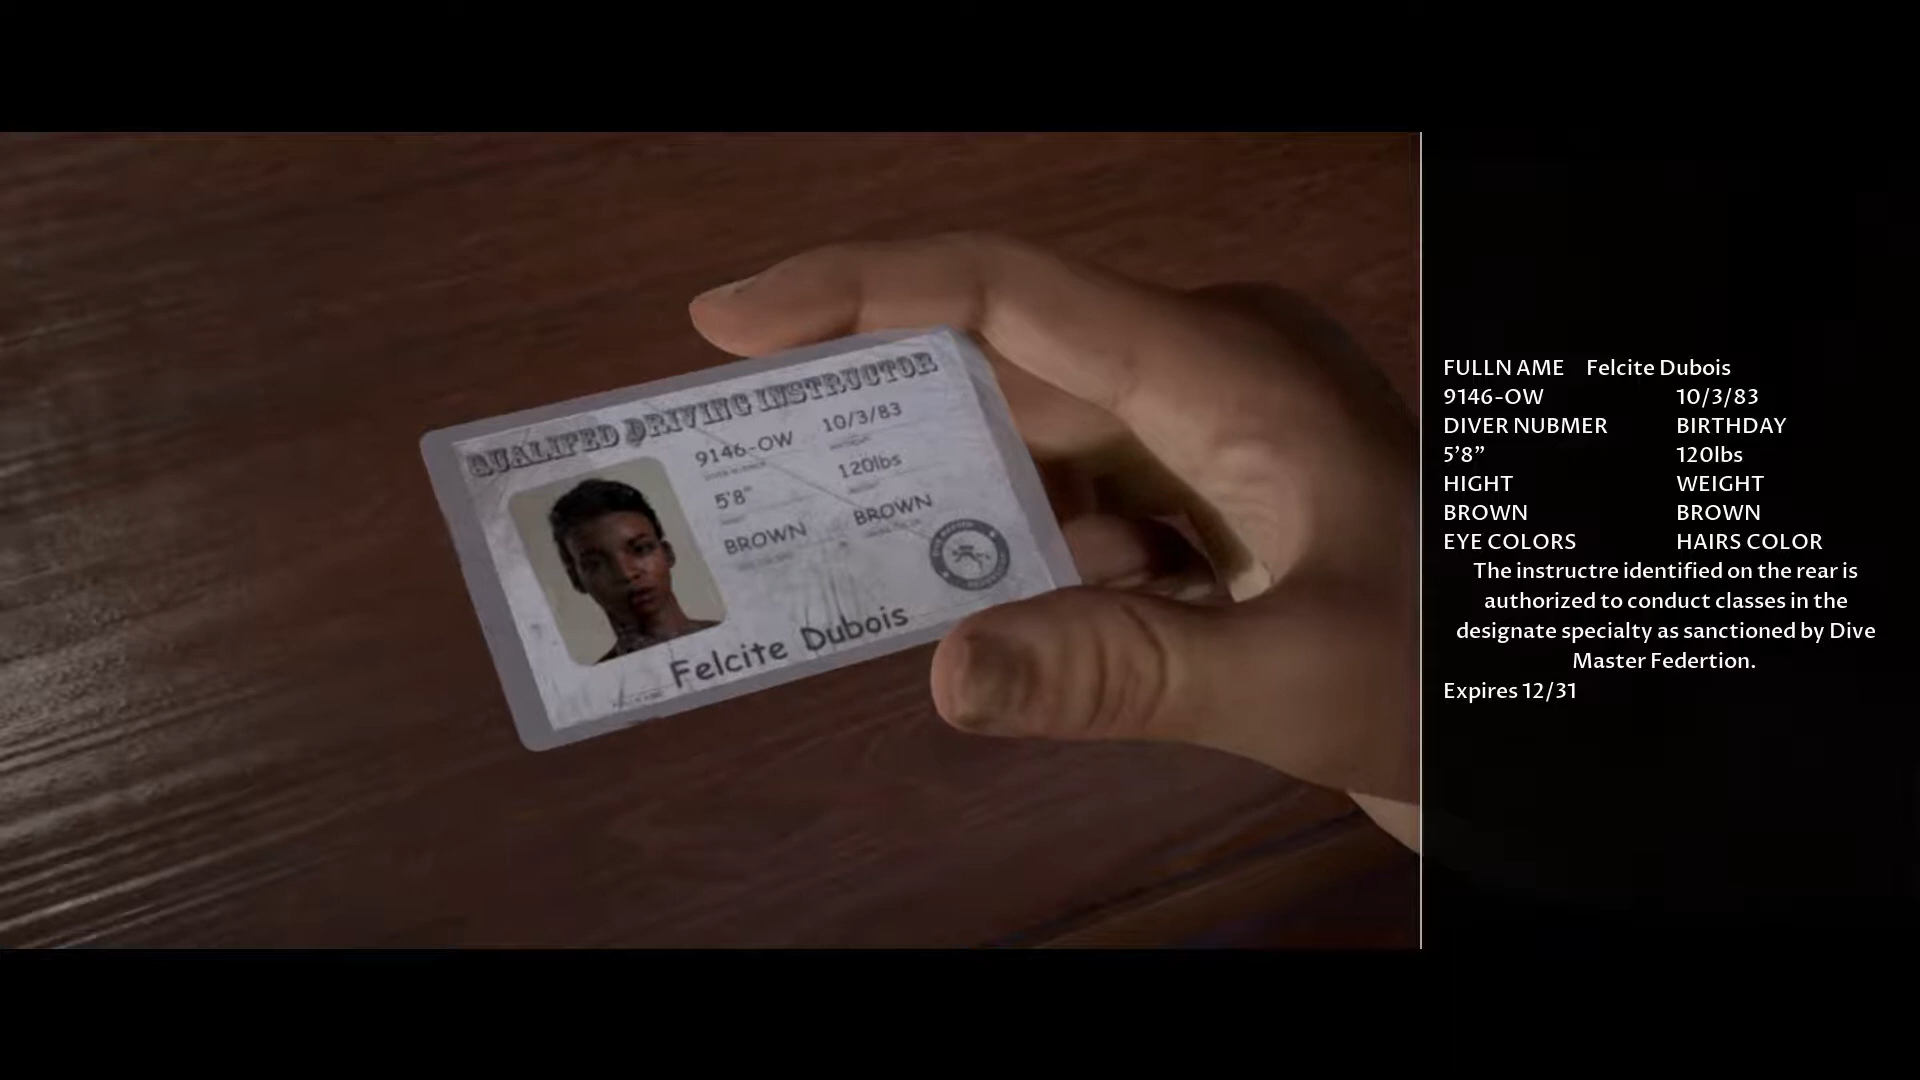 QUALIFED DRIVING INSTRUCTOR
9146-OW 10/3/83
5'8" 120lbs
BROWN BROWN
Felcite Dubois
FULLN AME Felcite Dubois
9146-OW 10/3/83
DIVER NUBMER BIRTHDAY
5’8” 120lbs
HIGHT WEIGHT
BROWN BROWN
EYE COLORS HAIRS COLOR
The instructre identified on the rear is
authorized to conduct classes in the
designate specialty as sanctioned by Dive
Master Federtion.
Expires 12/31